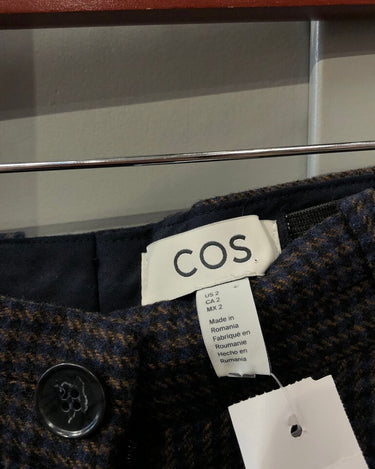 COS
US 2
CA 2
MX 2
Made in
Romania
Fabriqué en
Roumanie
Hecho en
Rumania